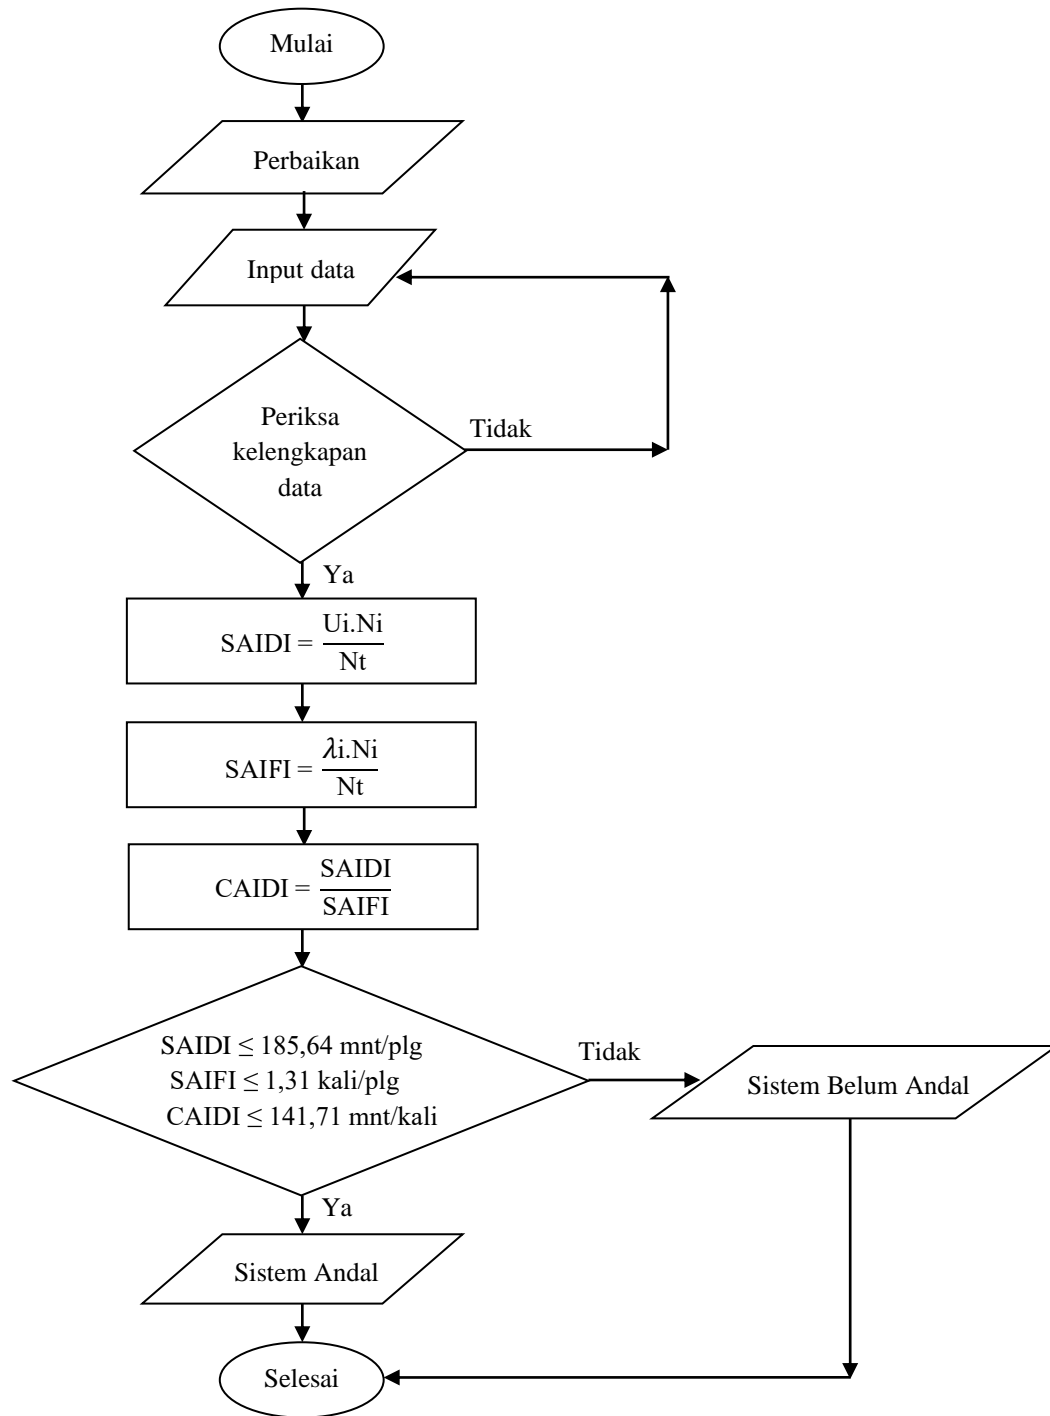 Mulai
Perbaikan
Input data
Periksa
kelengkapan
data
Tidak
Ya
SAIDI = Ui.Ni/Nt
SAIFI = λi.Ni/Nt
CAIDI = SAIDI/SAIFI
SAIDI ≤ 185,64 mnt/plg
SAIFI ≤ 1,31 kali/plg
CAIDI ≤ 141,71 mnt/kali
Tidak
Sistem Belum Andal
Ya
Sistem Andal
Selesai